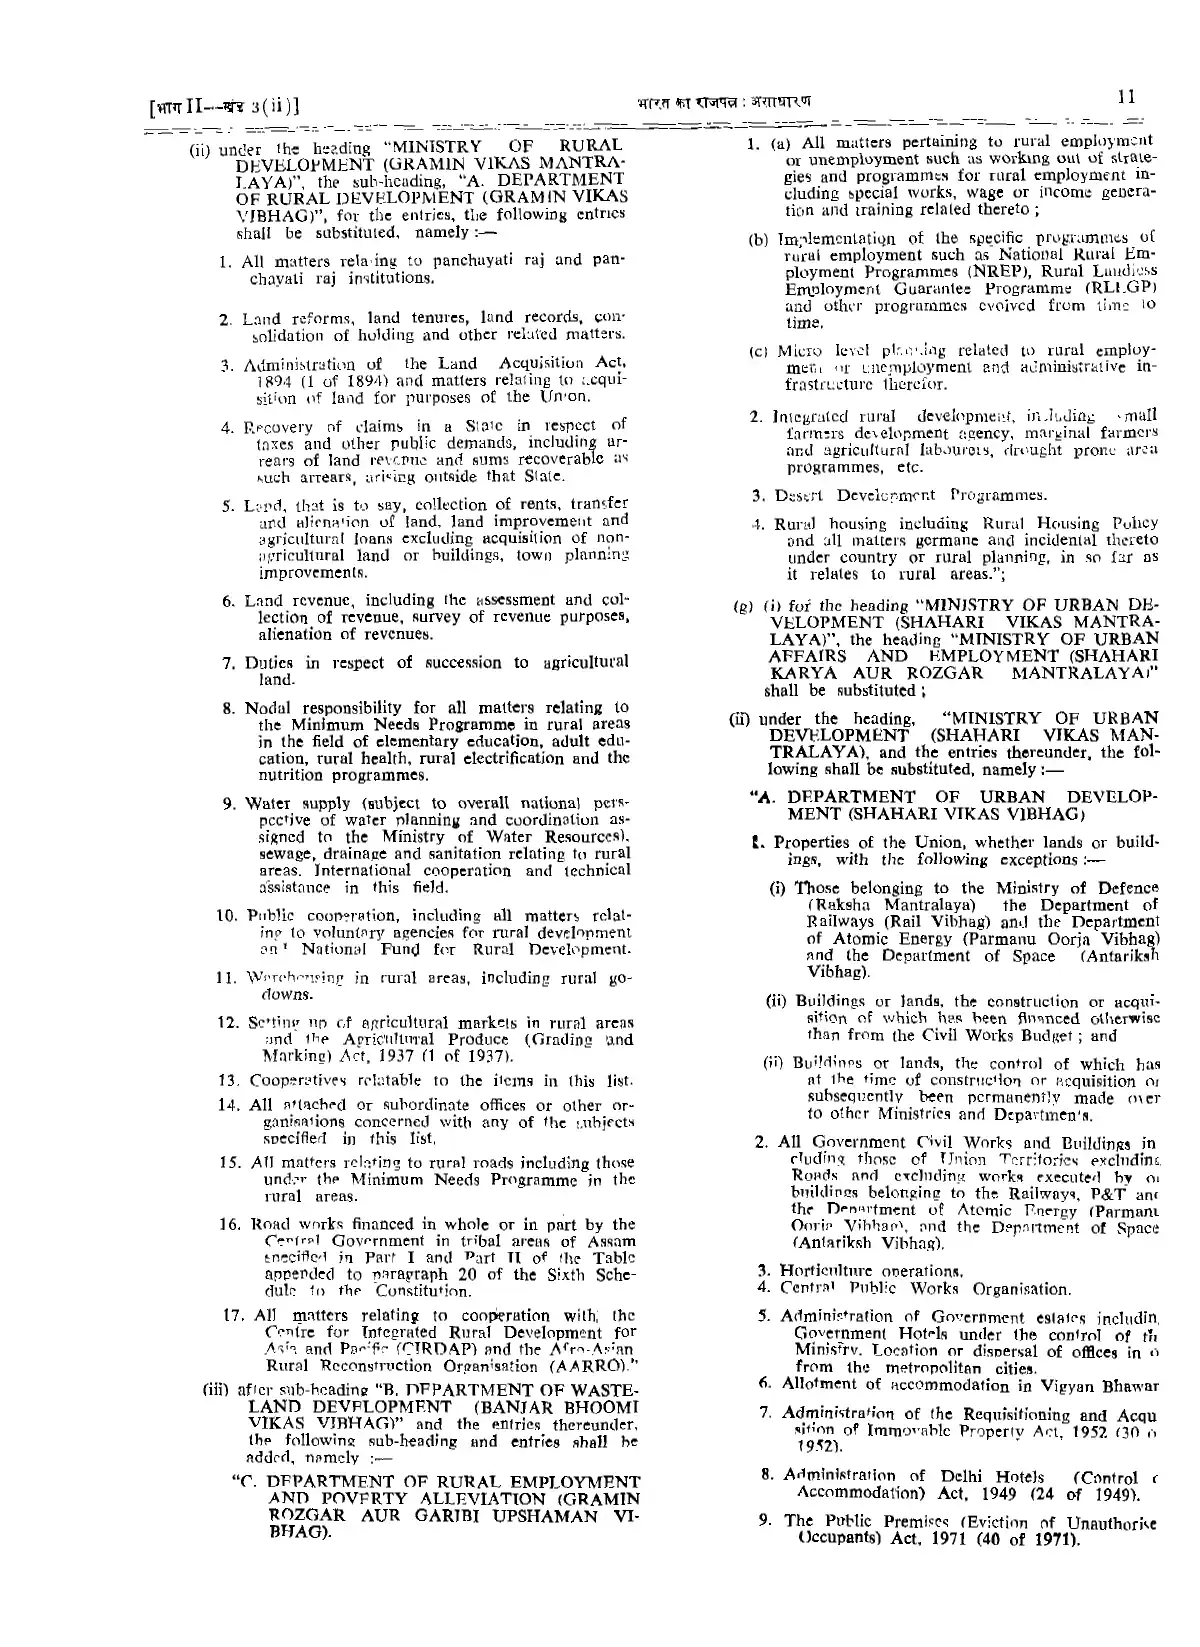 [भाग II—खंड 3(ii)]
भारत का राजपत्र : असाधारण
11
(ii) under the heading "MINISTRY OF RURAL
DEVELOPMENT (GRAMIN VIKAS MANTRA-
LAYA)", the sub-heading, "A. DEPARTMENT
OF RURAL DEVELOPMENT (GRAMIN VIKAS
VIBHAG)", for the entries, the following entries
shall be substituted, namely :—
1. All matters relating to panchayati raj and pan-
chayati raj institutions.
2. Land reforms, land tenures, land records, con-
solidation of holding and other related matters.
3. Administration of the Land Acquisition Act,
1894 (1 of 1894) and matters relating to acqui-
sition of land for purposes of the Union.
4. Recovery of claims in a State in respect of
taxes and other public demands, including ar-
rears of land revenue and sums recoverable as
such arrears, arising outside that State.
5. Land, that is to say, collection of rents, transfer
and alienation of land, land improvement and
agricultural loans excluding acquisition of non-
agricultural land or buildings, town planning
improvements.
6. Land revenue, including the assessment and col-
lection of revenue, survey of revenue purposes,
alienation of revenues.
7. Duties in respect of succession to agricultural
land.
8. Nodal responsibility for all matters relating to
the Minimum Needs Programme in rural areas
in the field of elementary education, adult edu-
cation, rural health, rural electrification and the
nutrition programmes.
9. Water supply (subject to overall national pers-
pective of water planning and coordination as-
signed to the Ministry of Water Resources),
sewage, drainage and sanitation relating to rural
areas. International cooperation and technical
assistance in this field.
10. Public cooperation, including all matters relat-
ing to voluntary agencies for rural development
and National Fund for Rural Development.
11. Warehousing in rural areas, including rural go-
downs.
12. Setting up of agricultural markets in rural areas
and the Agricultural Produce (Grading and
Marking) Act, 1937 (1 of 1937).
13. Cooperatives relatable to the items in this list.
14. All attached or subordinate offices or other or-
ganisations concerned with any of the subjects
specified in this list,
15. All matters relating to rural roads including those
under the Minimum Needs Programme in the
rural areas.
16. Road works financed in whole or in part by the
Central Government in tribal areas of Assam
specified in Part I and Part II of the Table
appended to paragraph 20 of the Sixth Sche-
dule to the Constitution.
17. All matters relating to cooperation with, the
Centre for Integrated Rural Development for
Asia and Pacific (CIRDAP) and the Afro-Asian
Rural Reconstruction Organisation (AARRO)."
(iii) after sub-heading "B. DEPARTMENT OF WASTE-
LAND DEVELOPMENT (BANJAR BHOOMI
VIKAS VIBHAG)" and the entries thereunder,
the following sub-heading and entries shall be
added, namely :—
"C. DEPARTMENT OF RURAL EMPLOYMENT
AND POVERTY ALLEVIATION (GRAMIN
ROZGAR AUR GARIBI UPSHAMAN VI-
BHAG).
1. (a) All matters pertaining to rural employment
or unemployment such as working out of strate-
gies and programmes for rural employment in-
cluding special works, wage or income genera-
tion and training related thereto ;
(b) Implementation of the specific programmes of
rural employment such as National Rural Em-
ployment Programmes (NREP), Rural Landless
Employment Guarantee Programme (RLEGP)
and other programmes evolved from time to
time.
(c) Micro level planning related to rural employ-
ment or unemployment and administrative in-
frastructure therefor.
2. Integrated rural development, including small
farmers development agency, marginal farmers
and agricultural labourers, drought prone area
programmes, etc.
3. Desert Development Programmes.
4. Rural housing including Rural Housing Policy
and all matters germane and incidental thereto
under country or rural planning, in so far as
it relates to rural areas.";
(g) (i) for the heading "MINISTRY OF URBAN DE-
VELOPMENT (SHAHARI VIKAS MANTRA-
LAYA)", the heading "MINISTRY OF URBAN
AFFAIRS AND EMPLOYMENT (SHAHARI
KARYA AUR ROZGAR MANTRALAYA)"
shall be substituted ;
(ii) under the heading, "MINISTRY OF URBAN
DEVELOPMENT (SHAHARI VIKAS MAN-
TRALAYA), and the entries thereunder, the fol-
lowing shall be substituted, namely :—
"A. DEPARTMENT OF URBAN DEVELOP-
MENT (SHAHARI VIKAS VIBHAG)
1. Properties of the Union, whether lands or build-
ings, with the following exceptions :—
(i) Those belonging to the Ministry of Defence
(Raksha Mantralaya) the Department of
Railways (Rail Vibhag) and the Department
of Atomic Energy (Parmanu Oorja Vibhag)
and the Department of Space (Antariksh
Vibhag).
(ii) Buildings or lands, the construction or acqui-
sition of which has been financed otherwise
than from the Civil Works Budget ; and
(ii) Buildings or lands, the control of which has
at the time of construction or acquisition or
subsequently been permanently made over
to other Ministries and Departments.
2. All Government Civil Works and Buildings in
cluding those of Union Territories excluding
Roads and excluding works executed by or
buildings belonging to the Railways, P&T and
the Department of Atomic Energy (Parmanu
Oorja Vibhag), and the Department of Space
(Antariksh Vibhag).
3. Horticulture operations.
4. Central Public Works Organisation.
5. Administration of Government estates includin
Government Hotels under the control of th
Ministry. Location or dispersal of offices in o
from the metropolitan cities.
6. Allotment of accommodation in Vigyan Bhawar
7. Administration of the Requisitioning and Acqu
sition of Immovable Property Act, 1952 (30 o
1952).
8. Administration of Delhi Hotels (Control
Accommodation) Act, 1949 (24 of 1949).
9. The Public Premises (Eviction of Unauthorise
Occupants) Act, 1971 (40 of 1971).